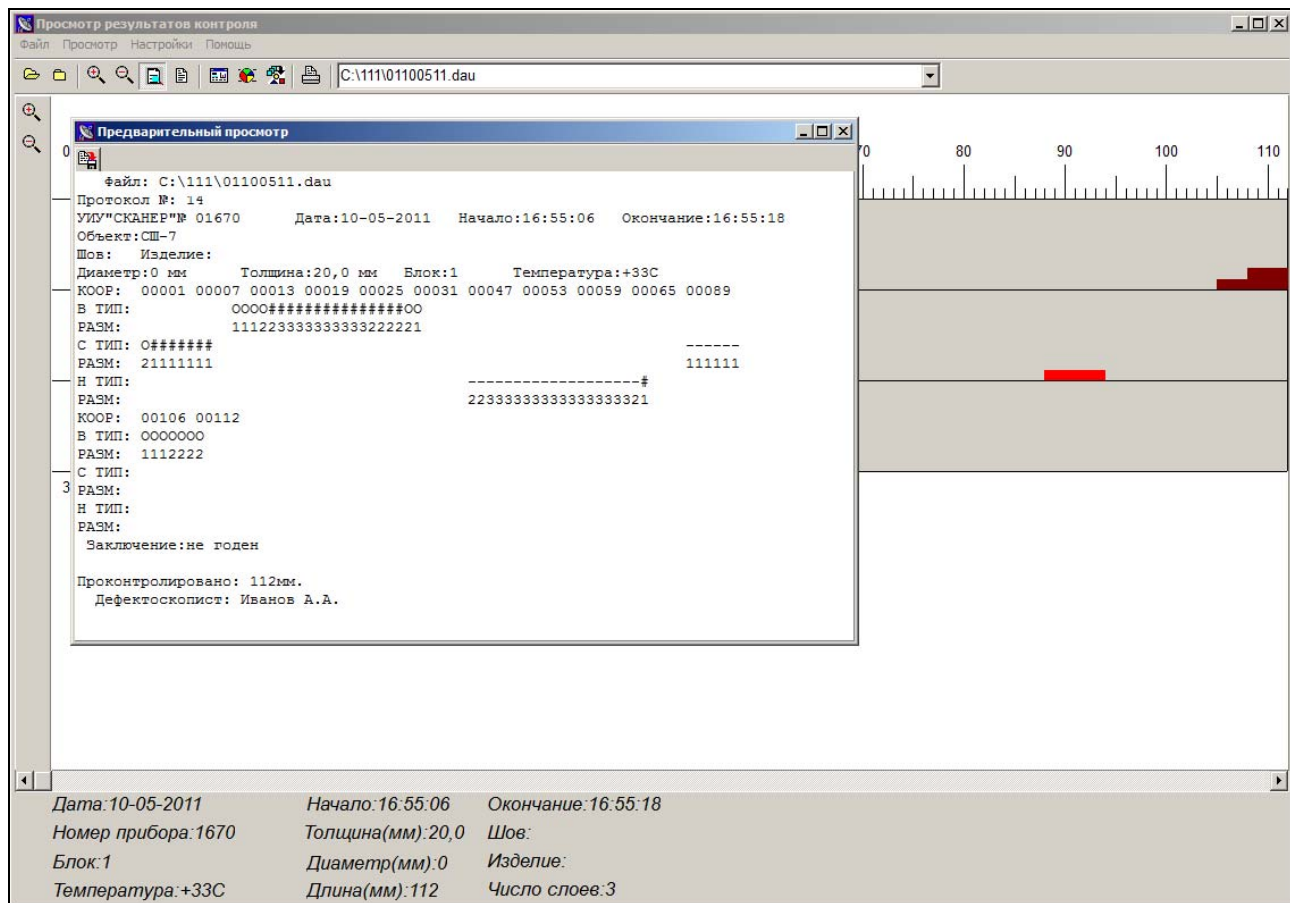 Просмотр результатов контроля
Файл Просмотр Настройки Помощь
C:\111\01100511.dau
Предварительный просмотр
0 70 80 90 100 110
Файл: C:\111\01100511.dau
Протокол №: 14
УИУ"СКАНЕР"№ 01670 Дата:10-05-2011 Начало:16:55:06 Окончание:16:55:18
Объект:СШ-7
Шов: Изделие:
Диаметр:0 мм Толщина:20,0 мм Блок:1 Температура:+33С
КООР: 00001 00007 00013 00019 00025 00031 00047 00053 00059 00065 00089
В ТИП: OOOO###############OO
РАЗМ: 111223333333333222221
С ТИП: O####### ------
РАЗМ: 21111111 111111
Н ТИП: -------------------#
РАЗМ: 22333333333333333321
КООР: 00106 00112
В ТИП: OOOOOOO
РАЗМ: 1112222
С ТИП:
3 РАЗМ:
Н ТИП:
РАЗМ:
Заключение:не годен
Проконтролировано: 112мм.
Дефектоскопист: Иванов А.А.
Дата:10-05-2011 Начало:16:55:06 Окончание:16:55:18
Номер прибора:1670 Толщина(мм):20,0 Шов:
Блок:1 Диаметр(мм):0 Изделие:
Температура:+33С Длина(мм):112 Число слоев:3